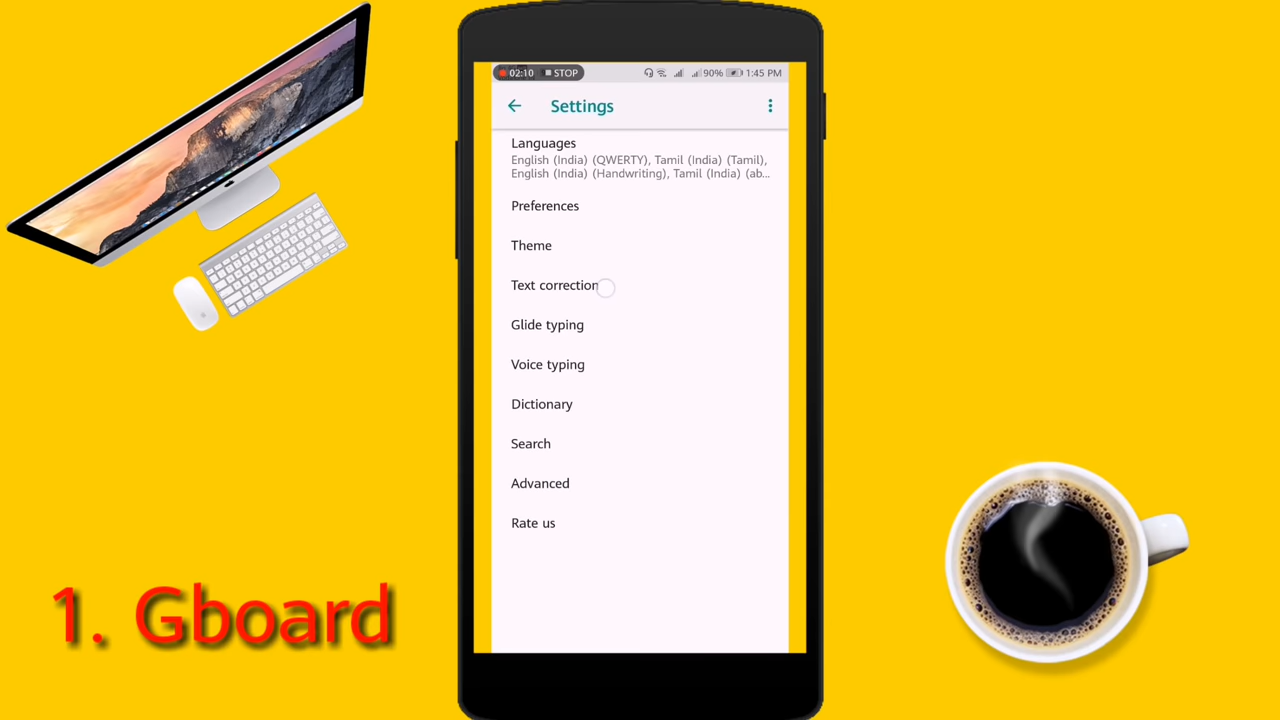 02:10 STOP 90% 1:45 PM
Settings
Languages
English (India) (QWERTY), Tamil (India) (Tamil),
English (India) (Handwriting), Tamil (India) (ab...
Preferences
Theme
Text correction
Glide typing
Voice typing
Dictionary
Search
Advanced
Rate us
1. Gboard